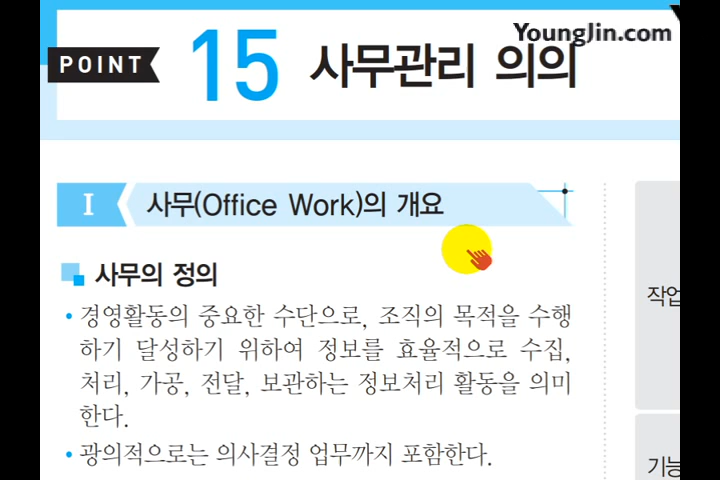 YoungJin.com
POINT 15 사무관리 의의
I 사무(Office Work)의 개요
사무의 정의
• 경영활동의 중요한 수단으로, 조직의 목적을 수행
하기 달성하기 위하여 정보를 효율적으로 수집,
처리, 가공, 전달, 보관하는 정보처리 활동을 의미
한다.
• 광의적으로는 의사결정 업무까지 포함한다.
작업
기능